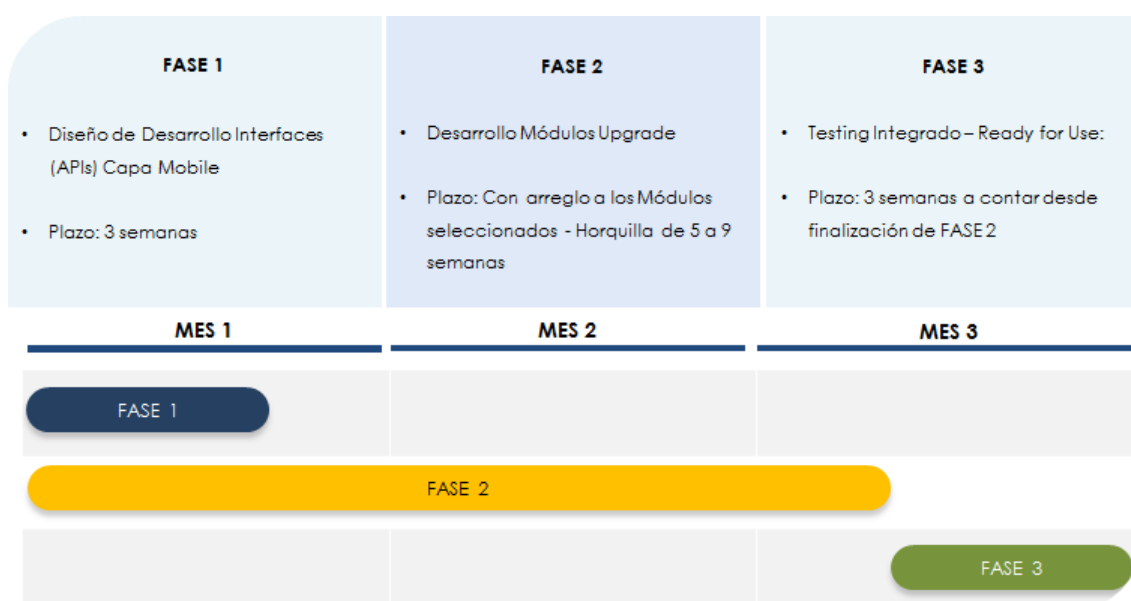 FASE 1
• Diseño de Desarrollo Interfaces
(APIs) Capa Mobile
• Plazo: 3 semanas
FASE 2
• Desarrollo Módulos Upgrade
• Plazo: Con arreglo a los Módulos
seleccionados - Horquilla de 5 a 9
semanas
FASE 3
• Testing Integrado – Ready for Use:
• Plazo: 3 semanas a contar desde
finalización de FASE 2
MES 1
MES 2
MES 3
FASE 1
FASE 2
FASE 3